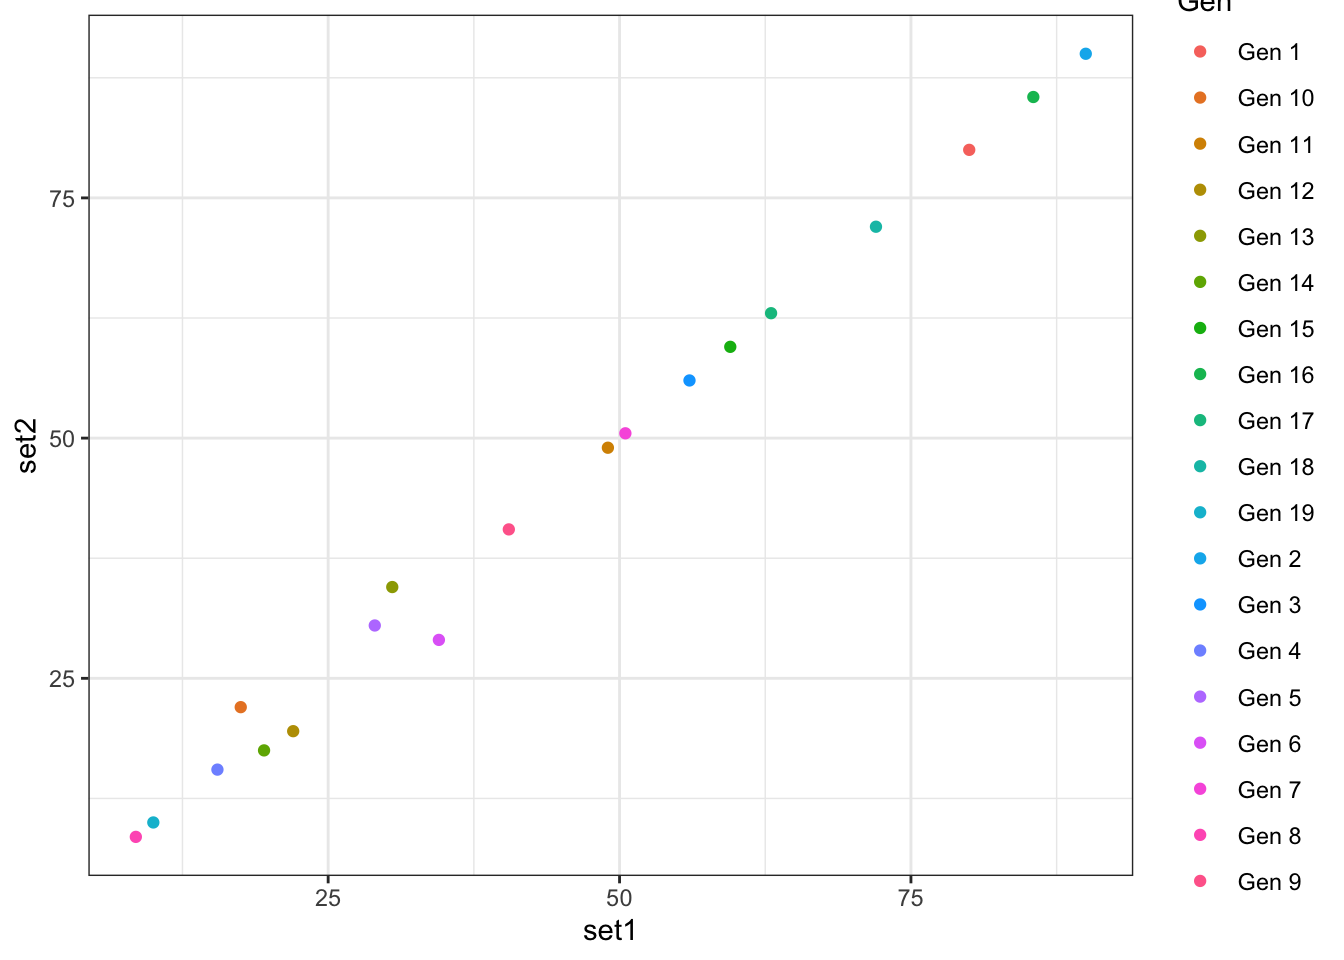 Gen
Gen 1
Gen 10
Gen 11
Gen 12
Gen 13
Gen 14
Gen 15
Gen 16
Gen 17
Gen 18
Gen 19
Gen 2
Gen 3
Gen 4
Gen 5
Gen 6
Gen 7
Gen 8
Gen 9
75
50
25
set2
25 50 75
set1